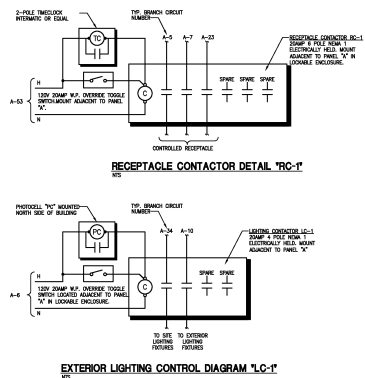 2-POLE TIMECLOCK
INTERMATIC OR EQUAL
TC
TYP. BRANCH CIRCUIT
NUMBER
A-5 A-7 A-23
RECEPTACLE CONTACTOR RC-1
20AMP 6 POLE NEMA 1
ELECTRICALLY HELD. MOUNT
ADJACENT TO PANEL "A" IN
LOCKABLE ENCLOSURE.
SPARE SPARE SPARE
H
A-53
C
120V 20AMP W.P. OVERRIDE TOGGLE
SWITCH.MOUNT ADJACENT TO PANEL
"A".
N
CONTROLLED RECEPTACLE
RECEPTACLE CONTACTOR DETAIL "RC-1"
NTS
PHOTOCELL "PC" MOUNTED
NORTH SIDE OF BUILDING
PC
TYP. BRANCH CIRCUIT
NUMBER
A-34 A-10
LIGHTING CONTACTOR LC-1
20AMP 4 POLE NEMA 1
ELECTRICALLY HELD. MOUNT
ADJACENT TO PANEL "A"
SPARE SPARE
H
A-6
C
120V 20AMP W.P. OVERRIDE TOGGLE
SWITCH LOCATED ADJACENT TO PANEL
"A" IN LOCKABLE ENCLOSURE.
N
TO SITE TO EXTERIOR
LIGHTING LIGHTING
FIXTURES FIXTURES
EXTERIOR LIGHTING CONTROL DIAGRAM "LC-1"
NTS